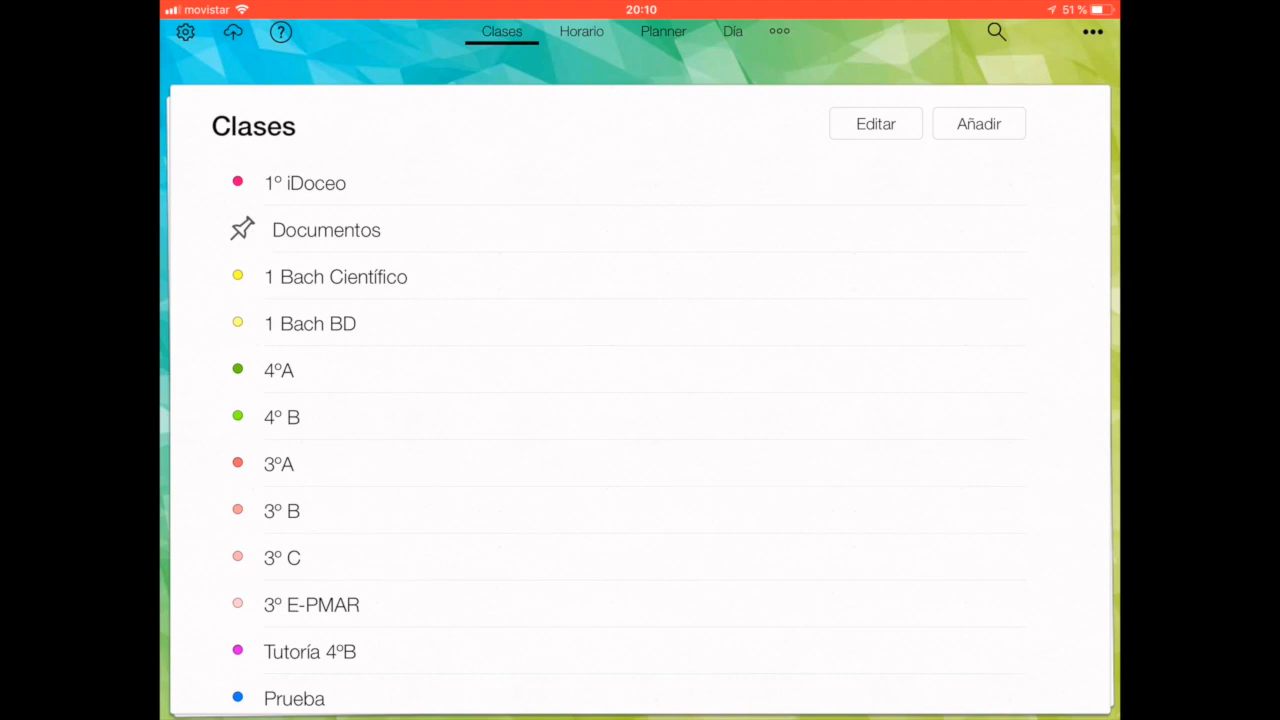 movistar 20:10 51 %
? Clases Horario Planner Día
Clases Editar Añadir
1º iDoceo
Documentos
1 Bach Científico
1 Bach BD
4ºA
4º B
3ºA
3º B
3º C
3º E-PMAR
Tutoría 4ºB
Prueba